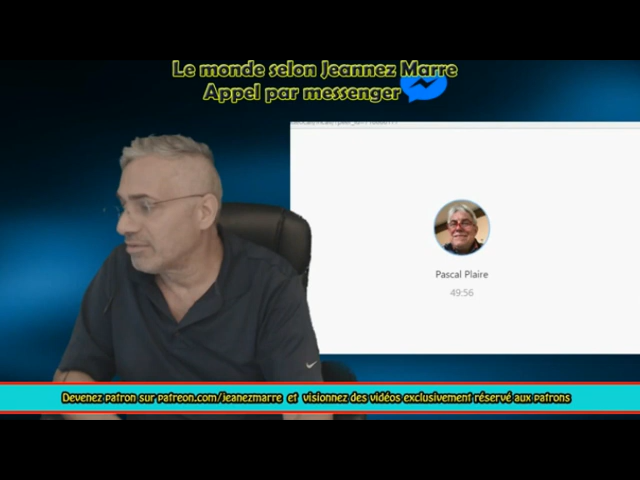 Le monde selon Jeannez Marre
Appel par messenger
Pascal Plaire
49:56
Devenez patron sur patreon.com/jeanezmarre et visionnez des vidéos exclusivement réservé aux patrons